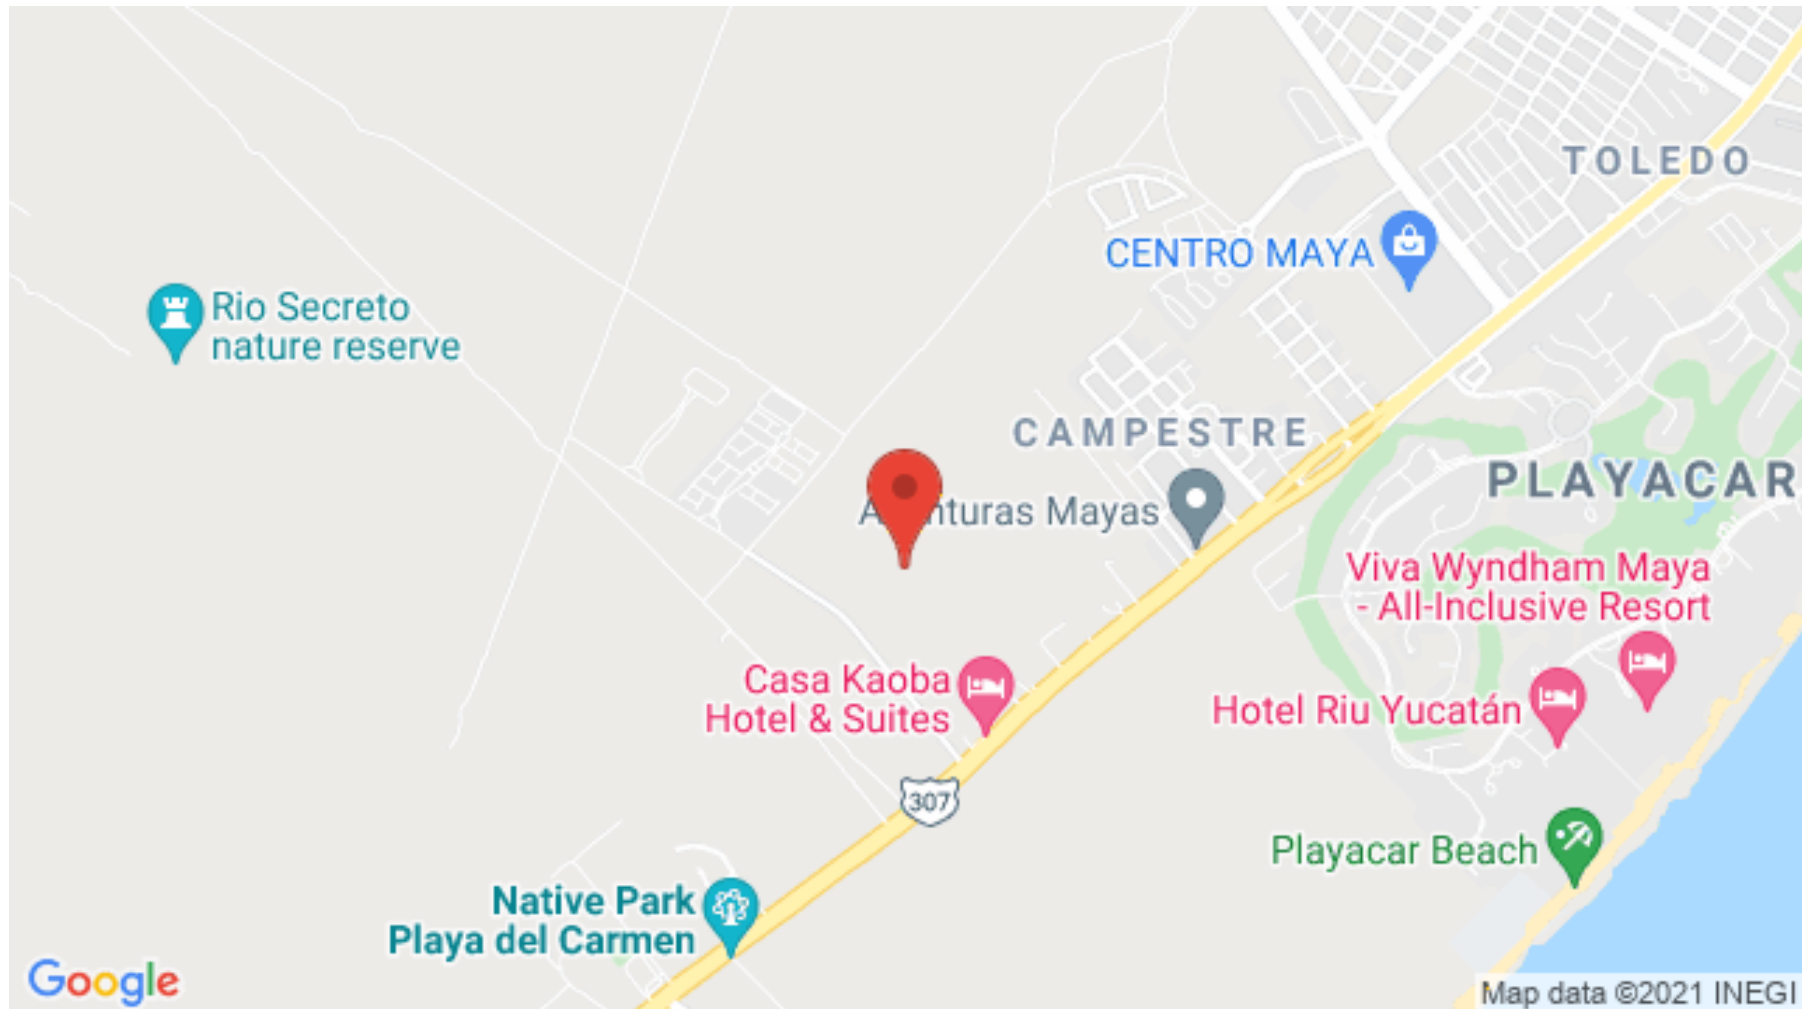 TOLEDO
CENTRO MAYA
Rio Secreto
nature reserve
CAMPESTRE
PLAYACAR
Mayas
Viva Wyndham Maya
- All-Inclusive Resort
Casa Kaoba
Hotel & Suites
Hotel Riu Yucatán
307
Playacar Beach
Native Park
Playa del Carmen
Google
Map data ©2021 INEGI